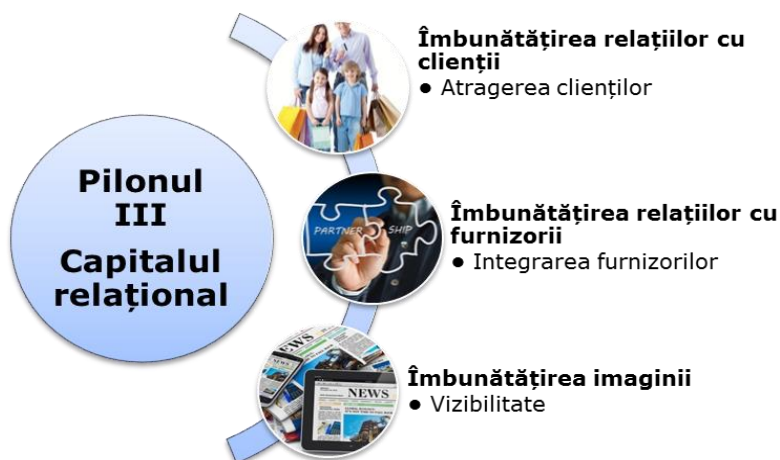 Pilonul
III
Capitalul
relațional
Îmbunătățirea relațiilor cu
clienții
● Atragerea clienților
PARTNER SHIP
Îmbunătățirea relațiilor cu
furnizorii
● Integrarea furnizorilor
NEWS
NEWS
NEWS
Îmbunătățirea imaginii
● Vizibilitate